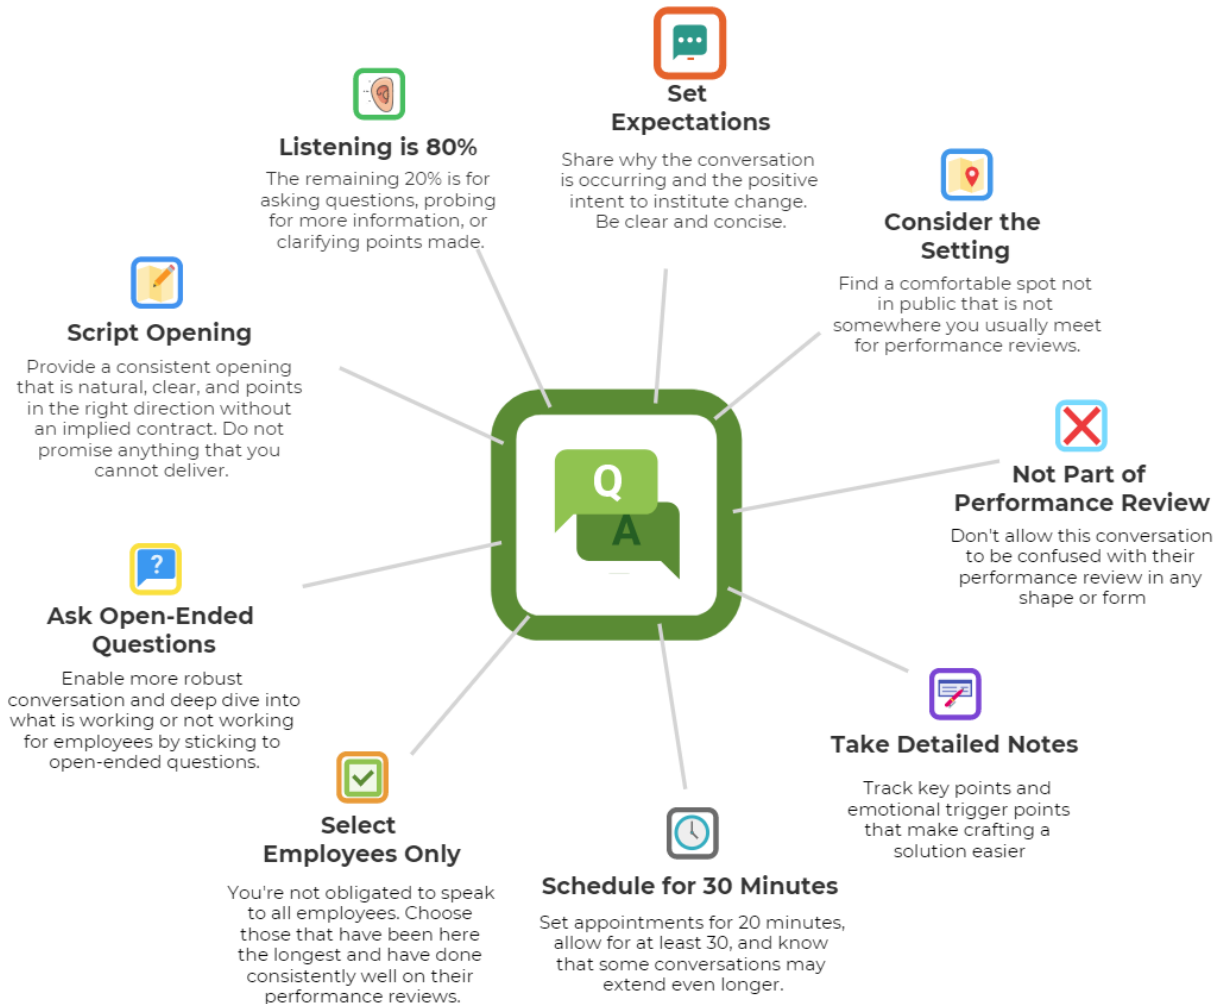 Set
Expectations
Share why the conversation
is occurring and the positive
intent to institute change.
Be clear and concise.
Consider the
Setting
Find a comfortable spot not
in public that is not
somewhere you usually meet
for performance reviews.
Not Part of
Performance Review
Don't allow this conversation
to be confused with their
performance review in any
shape or form
Take Detailed Notes
Track key points and
emotional trigger points
that make crafting a
solution easier
Schedule for 30 Minutes
Set appointments for 20 minutes,
allow for at least 30, and know
that some conversations may
extend even longer.
Select
Employees Only
You're not obligated to speak
to all employees. Choose
those that have been here
the longest and have done
consistently well on their
performance reviews.
?
Ask Open-Ended
Questions
Enable more robust
conversation and deep dive into
what is working or not working
for employees by sticking to
open-ended questions.
Script Opening
Provide a consistent opening
that is natural, clear, and points
in the right direction without
an implied contract. Do not
promise anything that you
cannot deliver.
Listening is 80%
The remaining 20% is for
asking questions, probing
for more information, or
clarifying points made.
Q
A